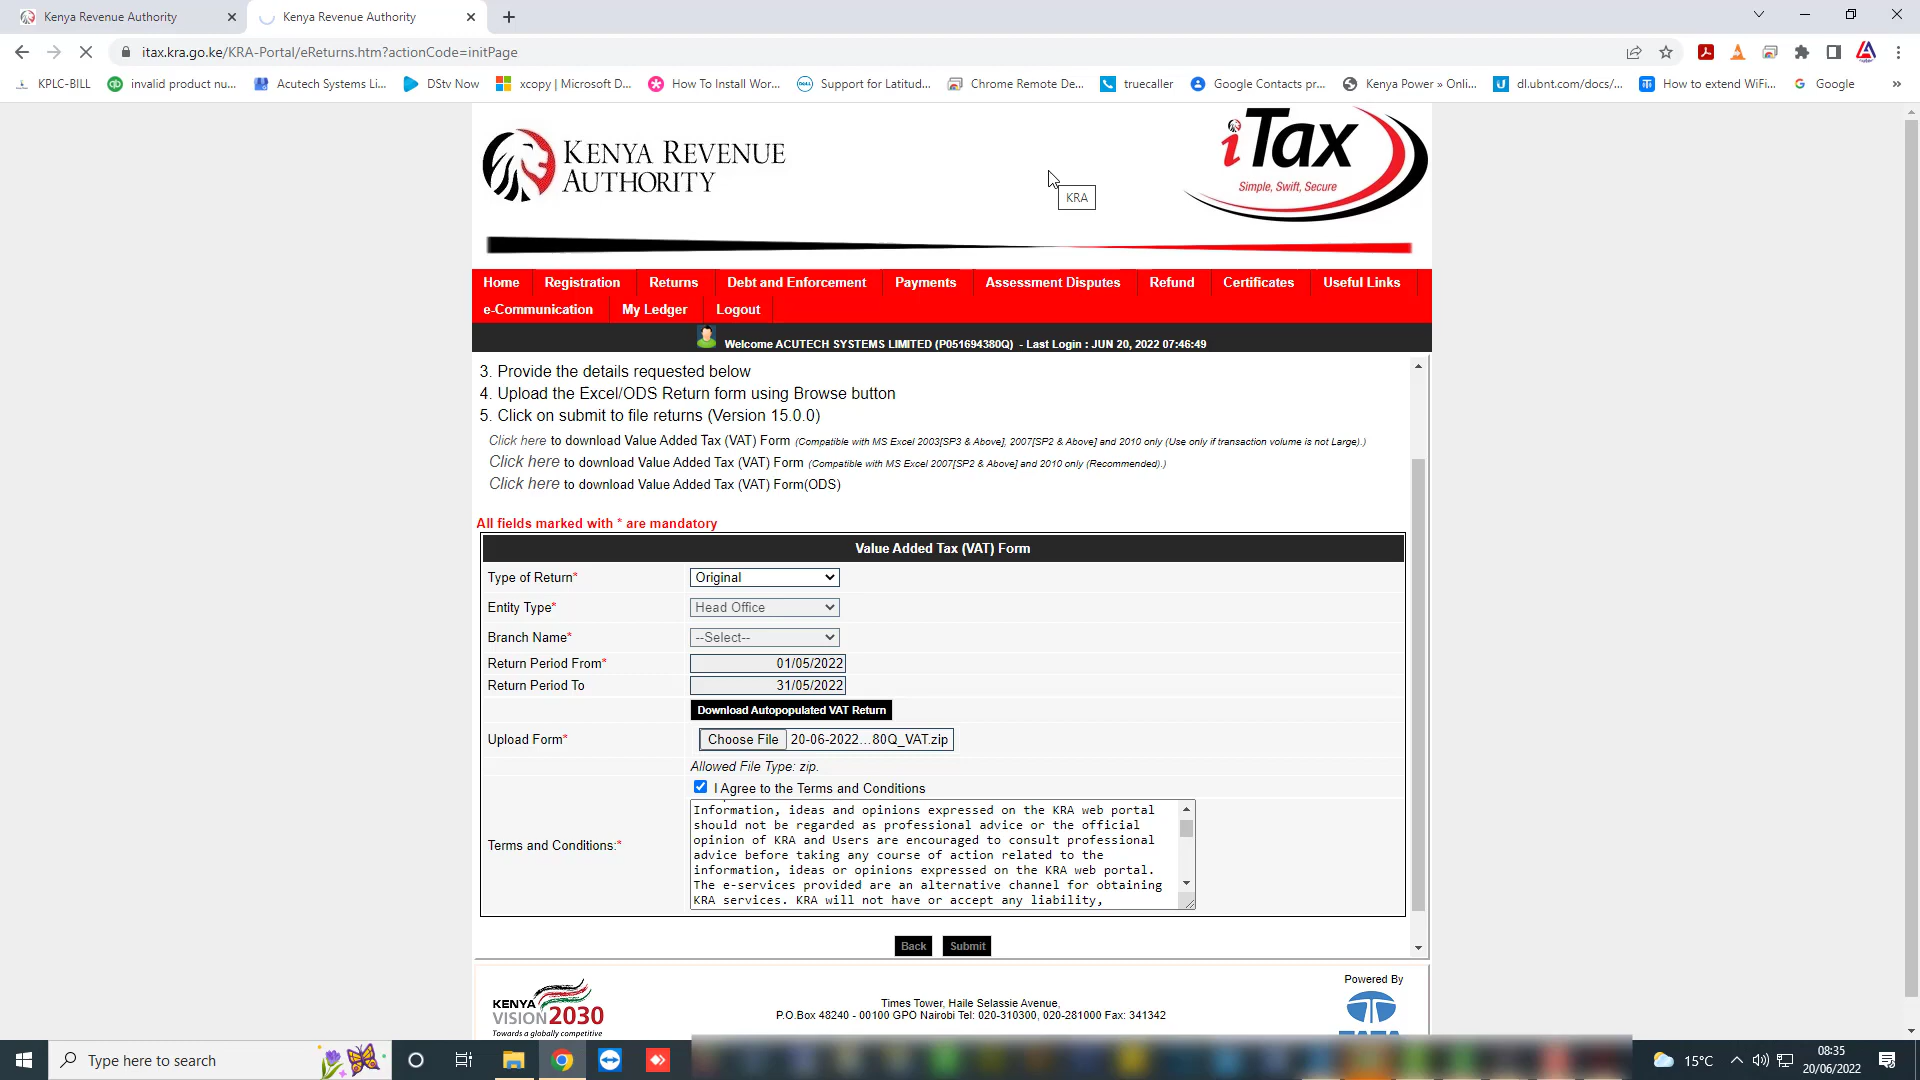 Kenya Revenue Authority
Kenya Revenue Authority
itax.kra.go.ke/KRA-Portal/eReturns.htm?actionCode=initPage
KPLC-BILL
invalid product nu...
Acutech Systems Li...
DStv Now
xcopy | Microsoft D...
How To Install Wor...
Support for Latitud...
Chrome Remote De...
truecaller
Google Contacts pr...
Kenya Power » Onli...
dl.ubnt.com/docs/...
How to extend WiFi...
Google
KENYA REVENUE
AUTHORITY
KRA
iTax
Simple, Swift, Secure
Home Registration Returns Debt and Enforcement Payments Assessment Disputes Refund Certificates Useful Links
e-Communication My Ledger Logout
Welcome ACUTECH SYSTEMS LIMITED (P051694380Q) - Last Login : JUN 20, 2022 07:46:49
3. Provide the details requested below
4. Upload the Excel/ODS Return form using Browse button
5. Click on submit to file returns (Version 15.0.0)
Click here to download Value Added Tax (VAT) Form (Compatible with MS Excel 2003[SP3 & Above], 2007[SP2 & Above] and 2010 only (Use only if transaction volume is not Large).)
Click here to download Value Added Tax (VAT) Form (Compatible with MS Excel 2007[SP2 & Above] and 2010 only (Recommended).)
Click here to download Value Added Tax (VAT) Form(ODS)
All fields marked with * are mandatory
Value Added Tax (VAT) Form
Type of Return* Original
Entity Type* Head Office
Branch Name* --Select--
Return Period From* 01/05/2022
Return Period To 31/05/2022
Download Autopopulated VAT Return
Upload Form* Choose File 20-06-2022...80Q_VAT.zip
Allowed File Type: zip.
I Agree to the Terms and Conditions
Terms and Conditions:*
Information, ideas and opinions expressed on the KRA web portal
should not be regarded as professional advice or the official
opinion of KRA and Users are encouraged to consult professional
advice before taking any course of action related to the
information, ideas or opinions expressed on the KRA web portal.
The e-services provided are an alternative channel for obtaining
KRA services. KRA will not have or accept any liability,
Back Submit
KENYA
VISION 2030
Towards a globally competitive
Times Tower, Haile Selassie Avenue,
P.O.Box 48240 - 00100 GPO Nairobi Tel: 020-310300, 020-281000 Fax: 341342
Powered By
TATA
Type here to search
15°C
08:35
20/06/2022